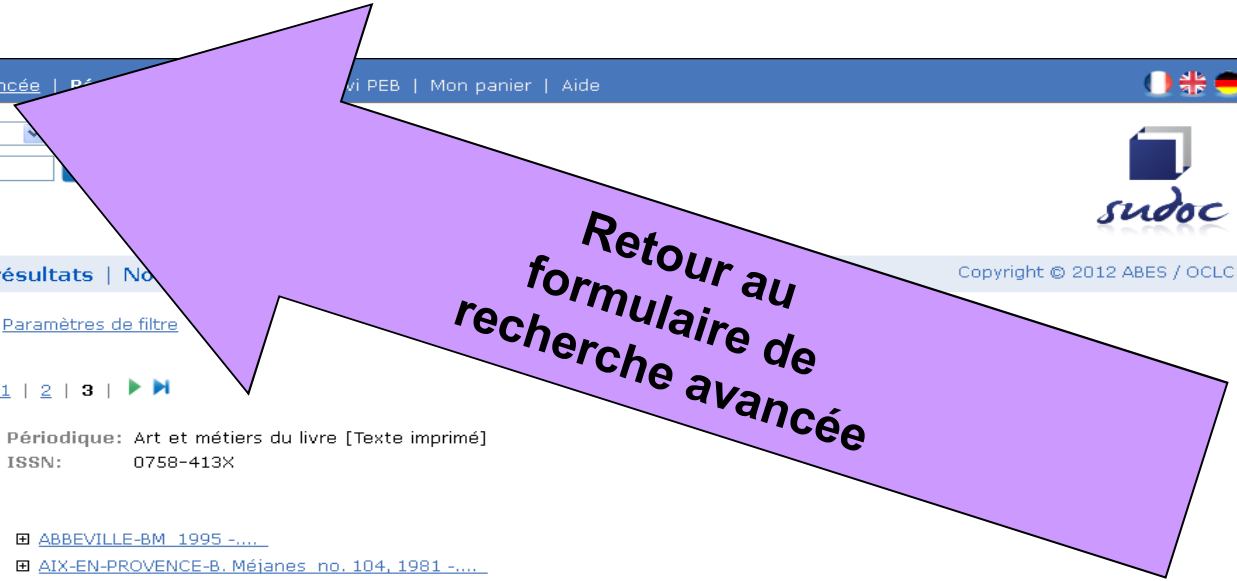 ncée | Ré vi PEB | Mon panier | Aide
sudoc
résultats | No
Copyright © 2012 ABES / OCLC
Paramètres de filtre
1 | 2 | 3 |
Périodique: Art et métiers du livre [Texte imprimé]
ISSN: 0758-413X
ABBEVILLE-BM 1995 -....
AIX-EN-PROVENCE-B. Méjanes no. 104, 1981 -....
Retour au
formulaire de
recherche avancée